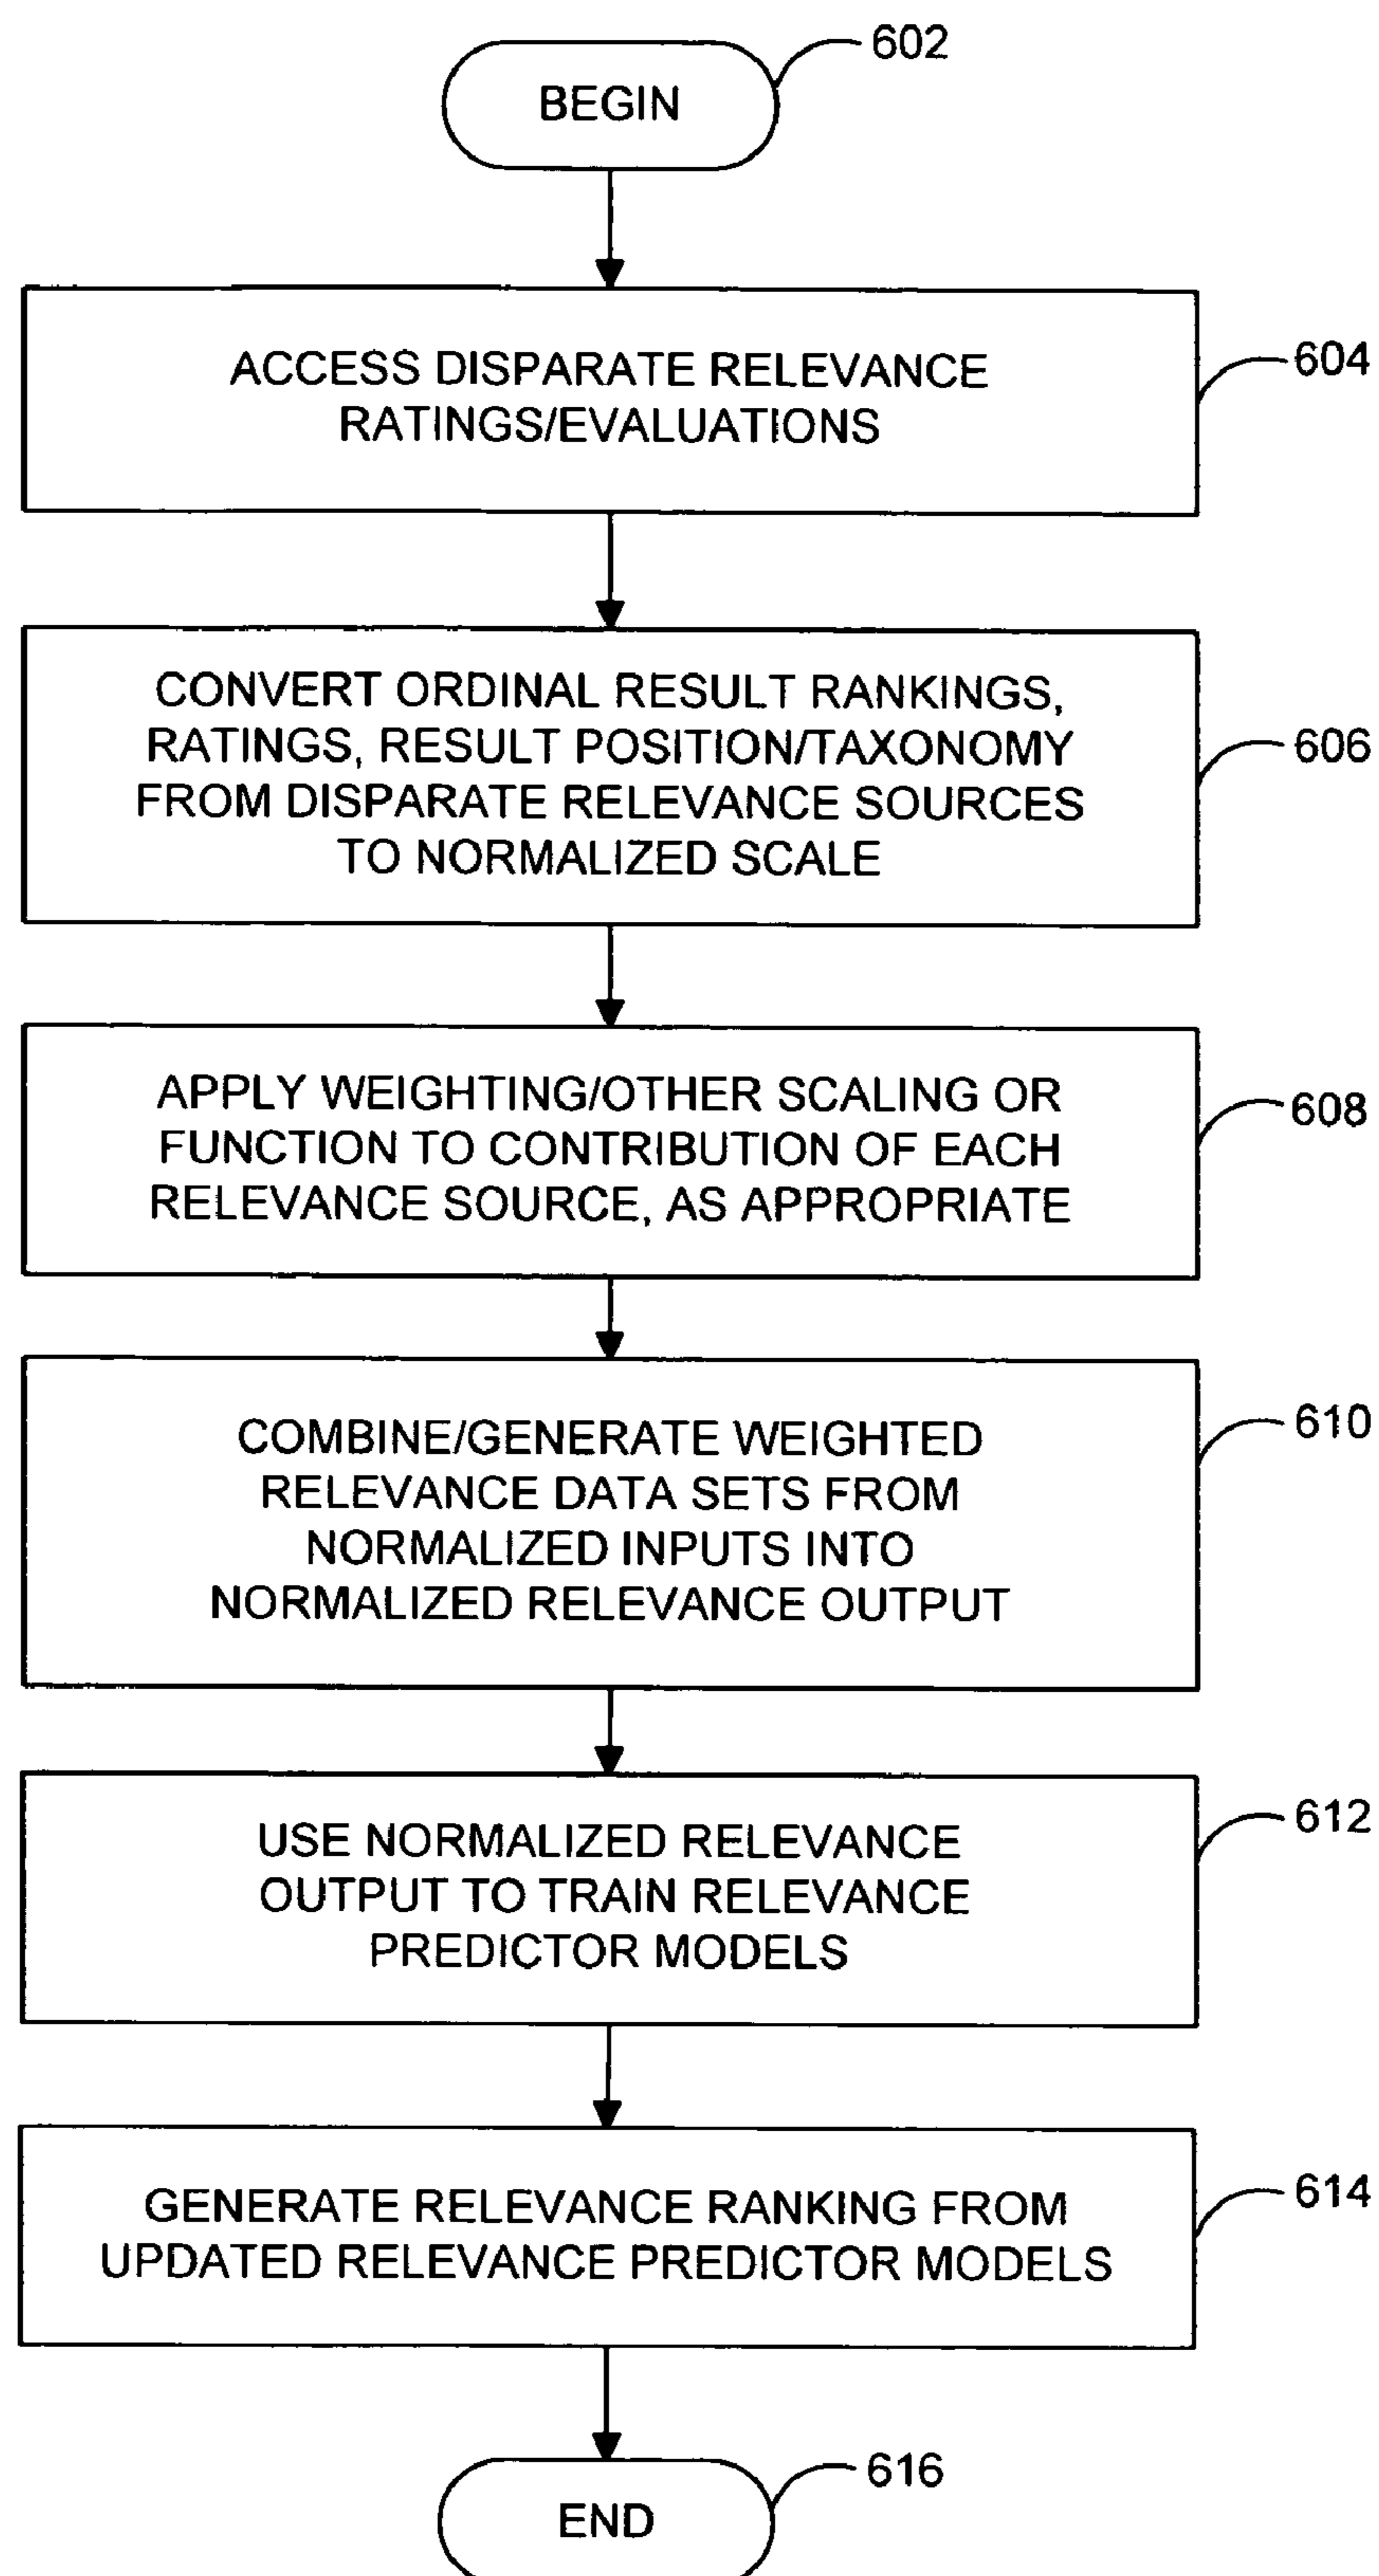 602
BEGIN
ACCESS DISPARATE RELEVANCE
RATINGS/EVALUATIONS
604
CONVERT ORDINAL RESULT RANKINGS,
RATINGS, RESULT POSITION/TAXONOMY
FROM DISPARATE RELEVANCE SOURCES
TO NORMALIZED SCALE
606
APPLY WEIGHTING/OTHER SCALING OR
FUNCTION TO CONTRIBUTION OF EACH
RELEVANCE SOURCE, AS APPROPRIATE
608
COMBINE/GENERATE WEIGHTED
RELEVANCE DATA SETS FROM
NORMALIZED INPUTS INTO
NORMALIZED RELEVANCE OUTPUT
610
USE NORMALIZED RELEVANCE
OUTPUT TO TRAIN RELEVANCE
PREDICTOR MODELS
612
GENERATE RELEVANCE RANKING FROM
UPDATED RELEVANCE PREDICTOR MODELS
614
616
END